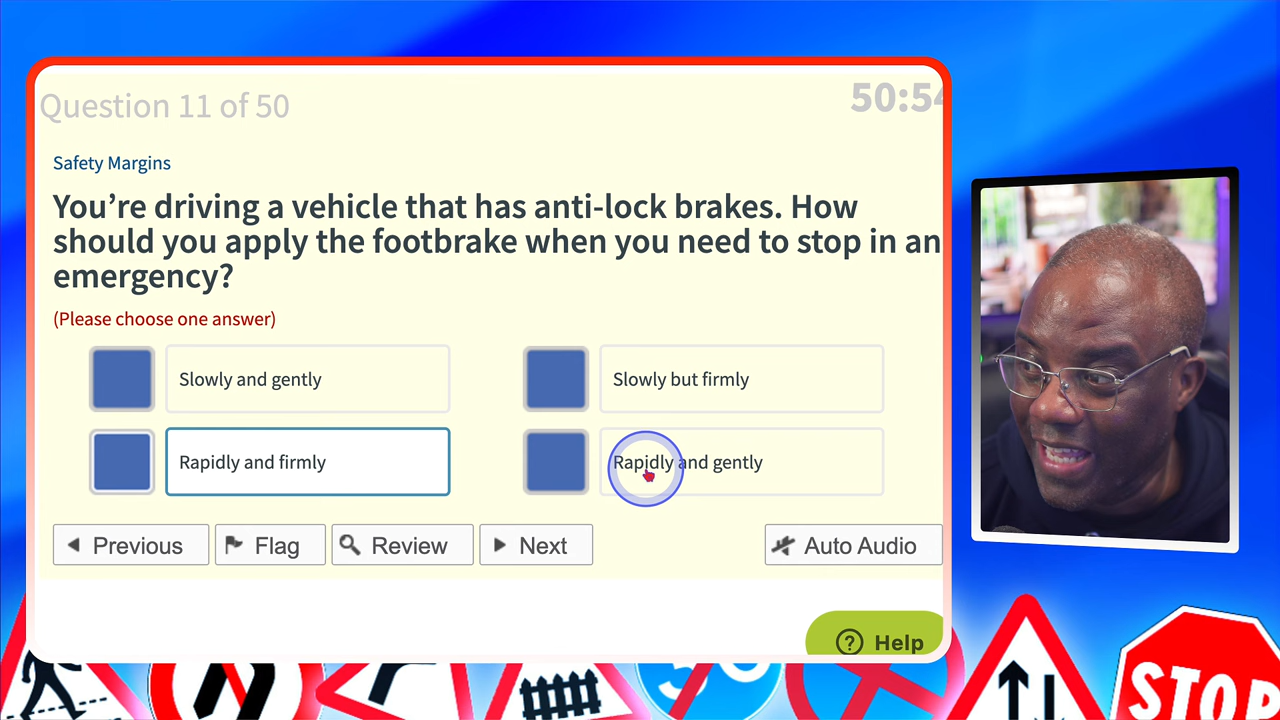 Question 11 of 50
50:54
Safety Margins
You’re driving a vehicle that has anti-lock brakes. How
should you apply the footbrake when you need to stop in an
emergency?
(Please choose one answer)
Slowly and gently
Slowly but firmly
Rapidly and firmly
Rapidly and gently
Previous
Flag
Review
Next
Auto Audio
? Help
STOP